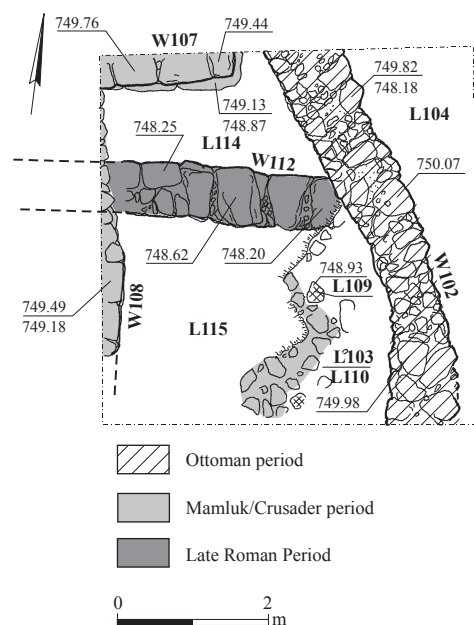 749.76
W107
749.44
749.82
748.18
L104
749.13
748.87
748.25
L114
W112
750.07
748.62
748.20
748.93
L109
W102
749.49
749.18
W108
L115
L103
L110
749.98
Ottoman period
Mamluk/Crusader period
Late Roman Period
0
2
m